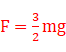 F = 3/2 mg